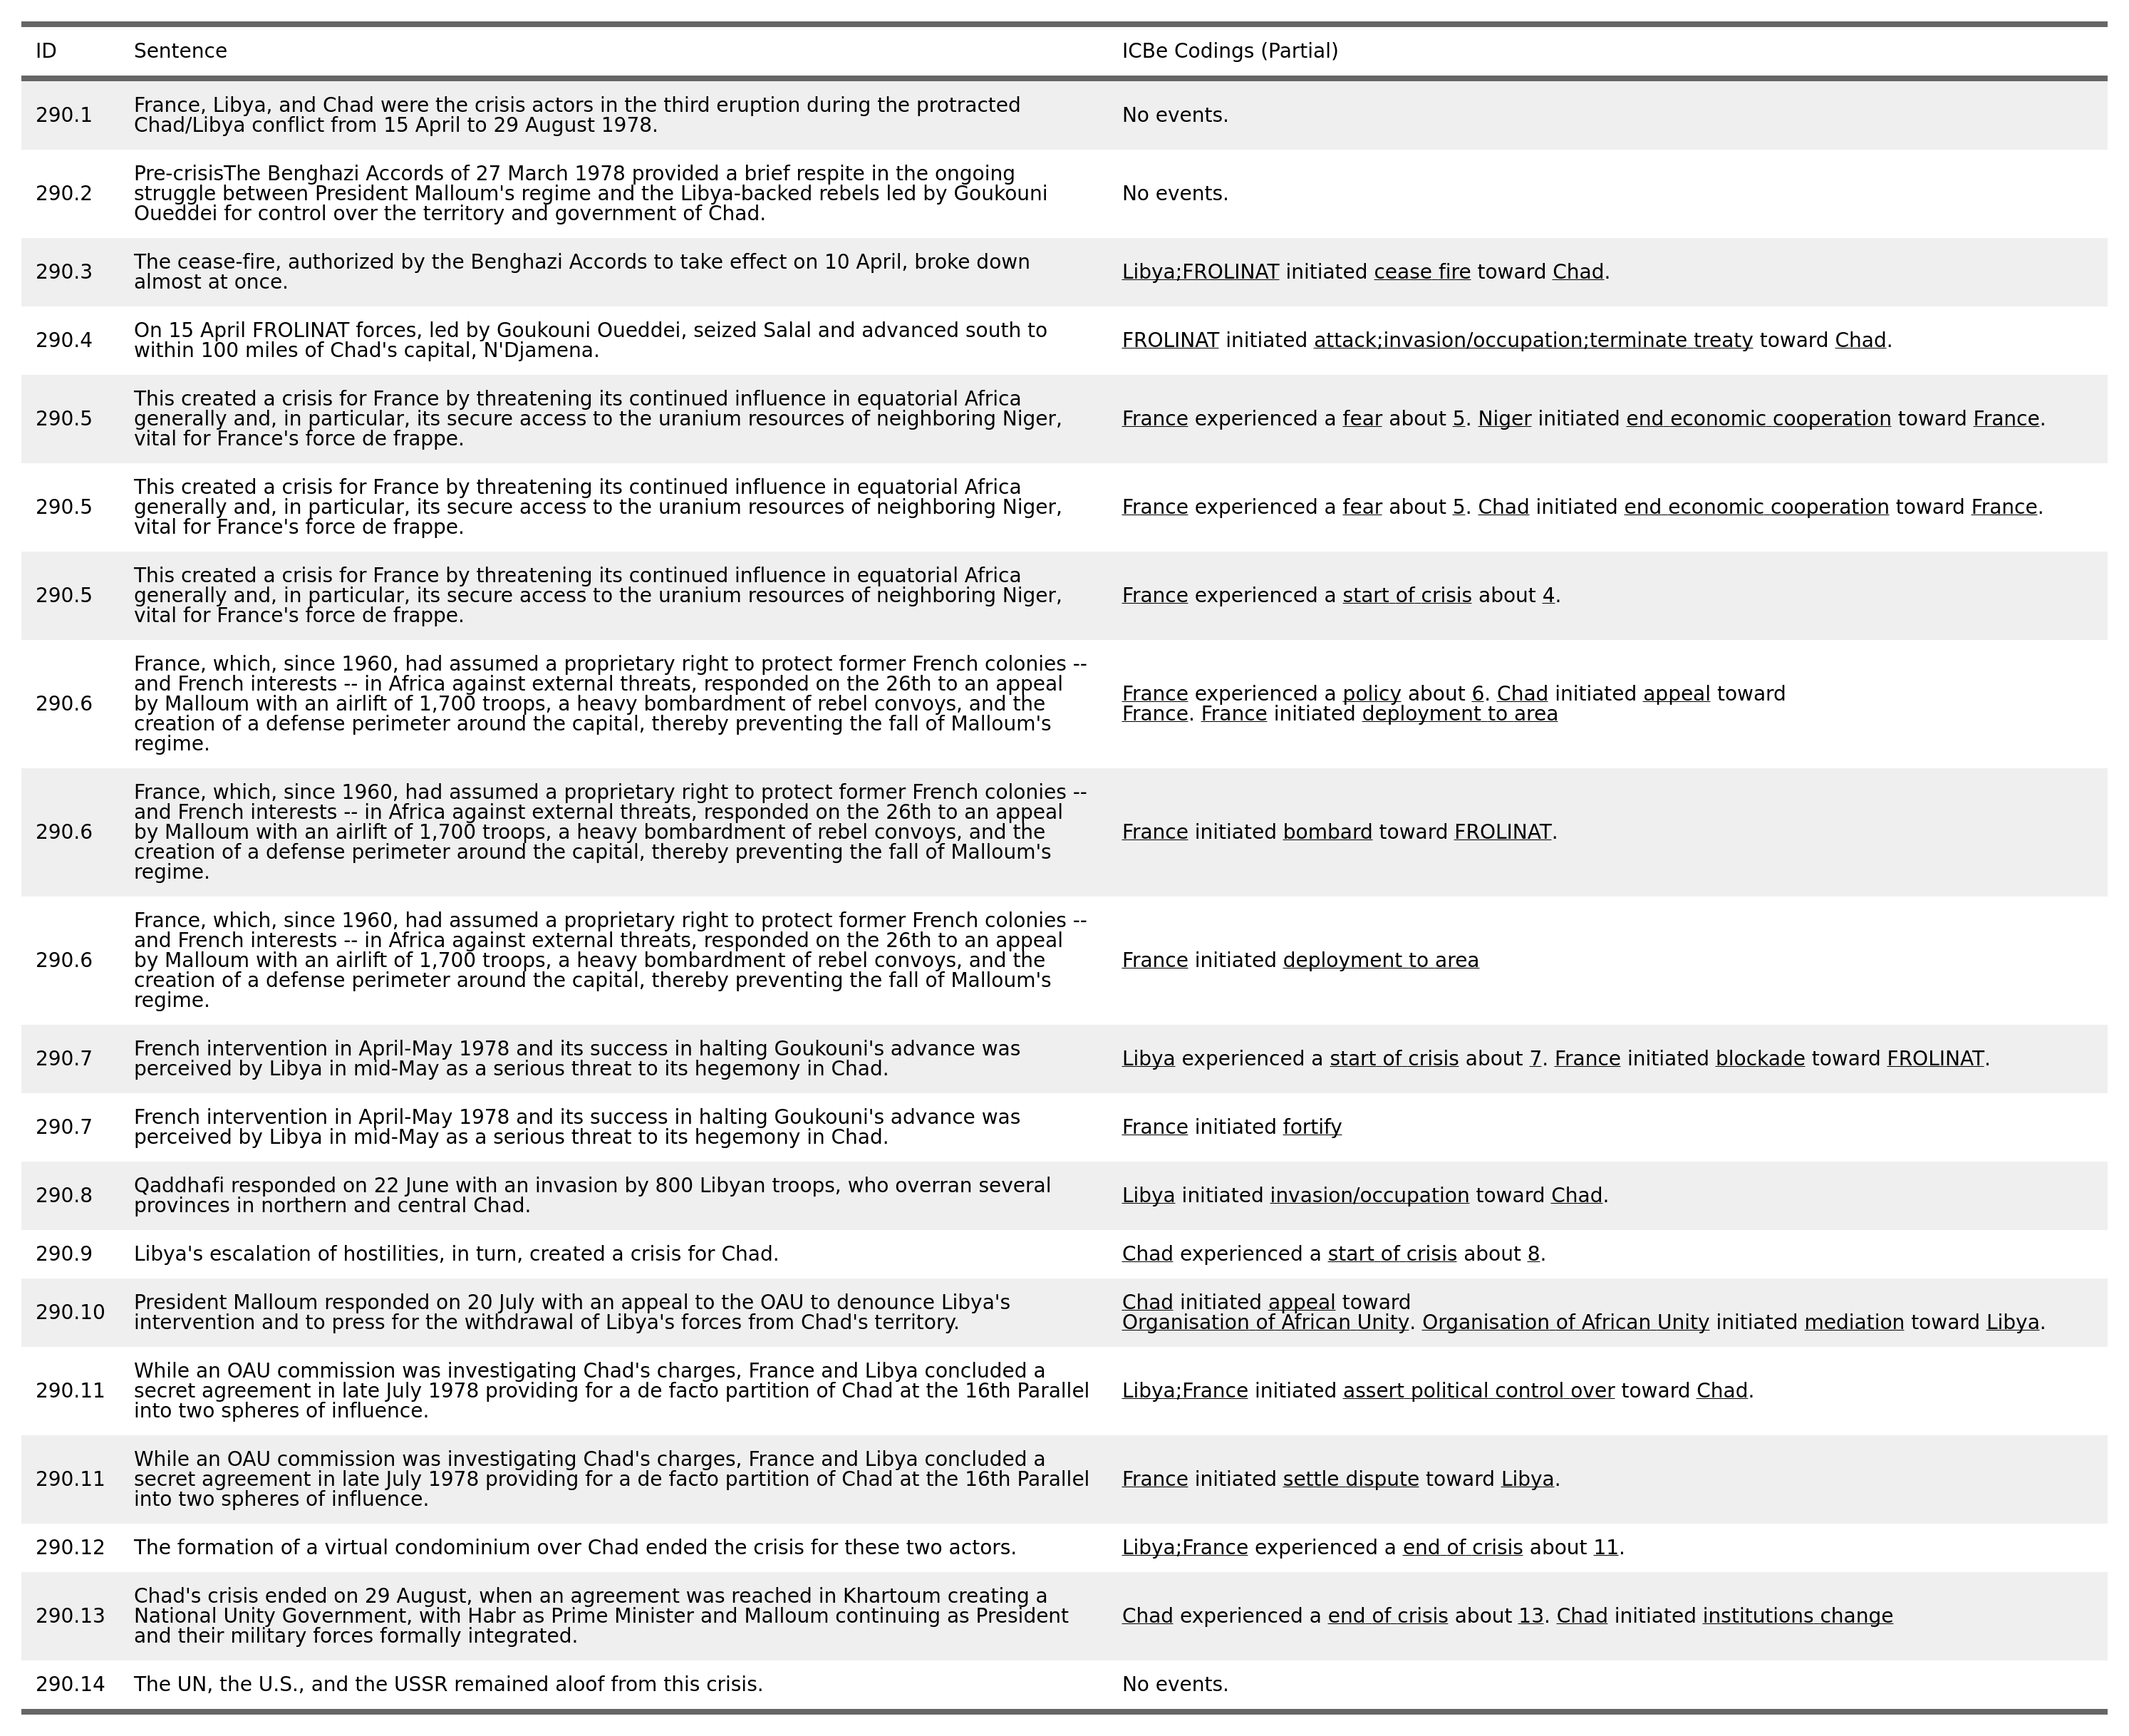 ID Sentence ICBe Codings (Partial)
290.1 France, Libya, and Chad were the crisis actors in the third eruption during the protracted
Chad/Libya conflict from 15 April to 29 August 1978. No events.
290.2 Pre-crisisThe Benghazi Accords of 27 March 1978 provided a brief respite in the ongoing
struggle between President Malloum's regime and the Libya-backed rebels led by Goukouni
Oueddei for control over the territory and government of Chad. No events.
290.3 The cease-fire, authorized by the Benghazi Accords to take effect on 10 April, broke down
almost at once. Libya;FROLINAT initiated cease fire toward Chad.
290.4 On 15 April FROLINAT forces, led by Goukouni Oueddei, seized Salal and advanced south to
within 100 miles of Chad's capital, N'Djamena. FROLINAT initiated attack;invasion/occupation;terminate treaty toward Chad.
290.5 This created a crisis for France by threatening its continued influence in equatorial Africa
generally and, in particular, its secure access to the uranium resources of neighboring Niger,
vital for France's force de frappe. France experienced a fear about 5. Niger initiated end economic cooperation toward France.
290.5 This created a crisis for France by threatening its continued influence in equatorial Africa
generally and, in particular, its secure access to the uranium resources of neighboring Niger,
vital for France's force de frappe. France experienced a fear about 5. Chad initiated end economic cooperation toward France.
290.5 This created a crisis for France by threatening its continued influence in equatorial Africa
generally and, in particular, its secure access to the uranium resources of neighboring Niger,
vital for France's force de frappe. France experienced a start of crisis about 4.
290.6 France, which, since 1960, had assumed a proprietary right to protect former French colonies --
and French interests -- in Africa against external threats, responded on the 26th to an appeal
by Malloum with an airlift of 1,700 troops, a heavy bombardment of rebel convoys, and the
creation of a defense perimeter around the capital, thereby preventing the fall of Malloum's
regime. France experienced a policy about 6. Chad initiated appeal toward
France. France initiated deployment to area
290.6 France, which, since 1960, had assumed a proprietary right to protect former French colonies --
and French interests -- in Africa against external threats, responded on the 26th to an appeal
by Malloum with an airlift of 1,700 troops, a heavy bombardment of rebel convoys, and the
creation of a defense perimeter around the capital, thereby preventing the fall of Malloum's
regime. France initiated bombard toward FROLINAT.
290.6 France, which, since 1960, had assumed a proprietary right to protect former French colonies --
and French interests -- in Africa against external threats, responded on the 26th to an appeal
by Malloum with an airlift of 1,700 troops, a heavy bombardment of rebel convoys, and the
creation of a defense perimeter around the capital, thereby preventing the fall of Malloum's
regime. France initiated deployment to area
290.7 French intervention in April-May 1978 and its success in halting Goukouni's advance was
perceived by Libya in mid-May as a serious threat to its hegemony in Chad. Libya experienced a start of crisis about 7. France initiated blockade toward FROLINAT.
290.7 French intervention in April-May 1978 and its success in halting Goukouni's advance was
perceived by Libya in mid-May as a serious threat to its hegemony in Chad. France initiated fortify
290.8 Qaddhafi responded on 22 June with an invasion by 800 Libyan troops, who overran several
provinces in northern and central Chad. Libya initiated invasion/occupation toward Chad.
290.9 Libya's escalation of hostilities, in turn, created a crisis for Chad. Chad experienced a start of crisis about 8.
290.10 President Malloum responded on 20 July with an appeal to the OAU to denounce Libya's
intervention and to press for the withdrawal of Libya's forces from Chad's territory. Chad initiated appeal toward
Organisation of African Unity. Organisation of African Unity initiated mediation toward Libya.
290.11 While an OAU commission was investigating Chad's charges, France and Libya concluded a
secret agreement in late July 1978 providing for a de facto partition of Chad at the 16th Parallel
into two spheres of influence. Libya;France initiated assert political control over toward Chad.
290.11 While an OAU commission was investigating Chad's charges, France and Libya concluded a
secret agreement in late July 1978 providing for a de facto partition of Chad at the 16th Parallel
into two spheres of influence. France initiated settle dispute toward Libya.
290.12 The formation of a virtual condominium over Chad ended the crisis for these two actors. Libya;France experienced a end of crisis about 11.
290.13 Chad's crisis ended on 29 August, when an agreement was reached in Khartoum creating a
National Unity Government, with Habr as Prime Minister and Malloum continuing as President
and their military forces formally integrated. Chad experienced a end of crisis about 13. Chad initiated institutions change
290.14 The UN, the U.S., and the USSR remained aloof from this crisis. No events.